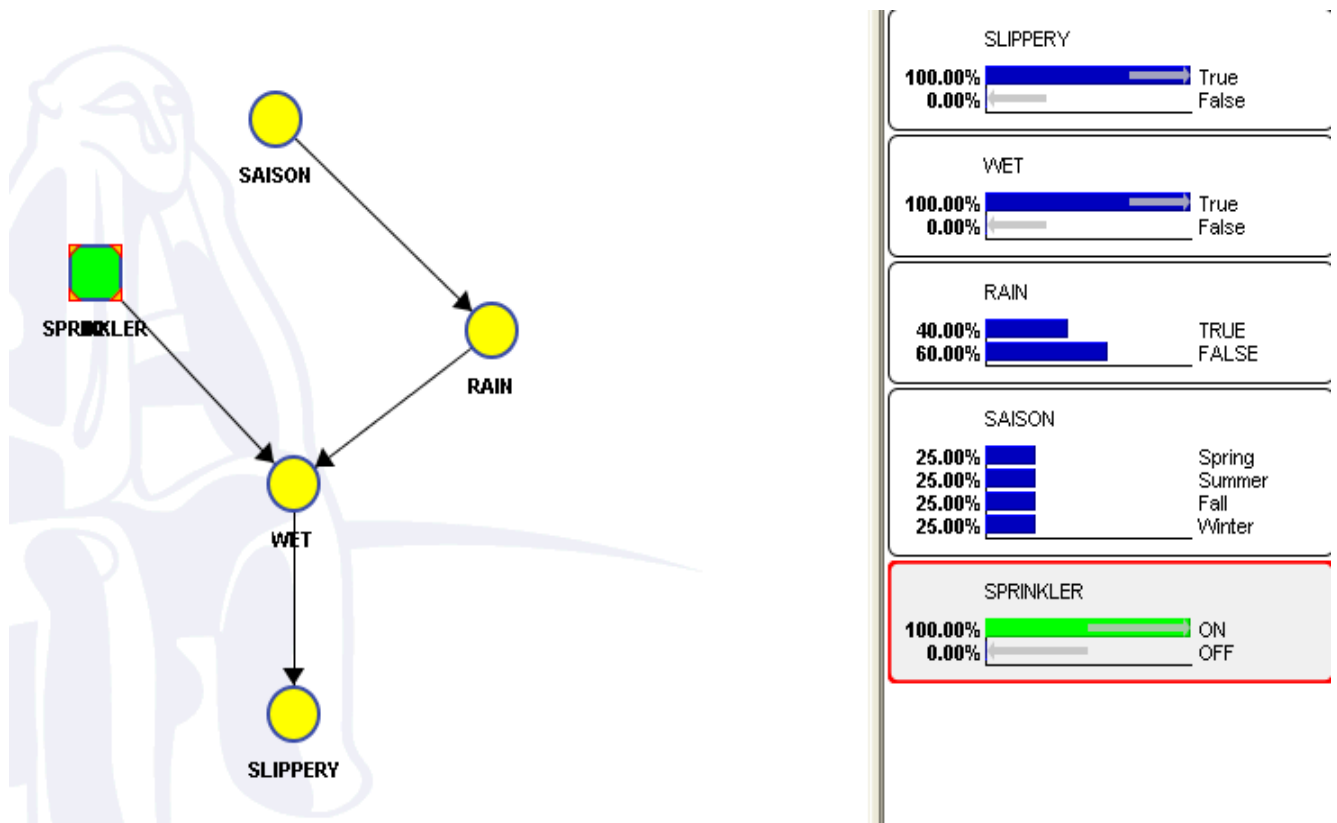 SAISON
SPRINKLER
RAIN
WET
SLIPPERY
SLIPPERY
100.00% True
0.00% False
WET
100.00% True
0.00% False
RAIN
40.00% TRUE
60.00% FALSE
SAISON
25.00% Spring
25.00% Summer
25.00% Fall
25.00% Winter
SPRINKLER
100.00% ON
0.00% OFF